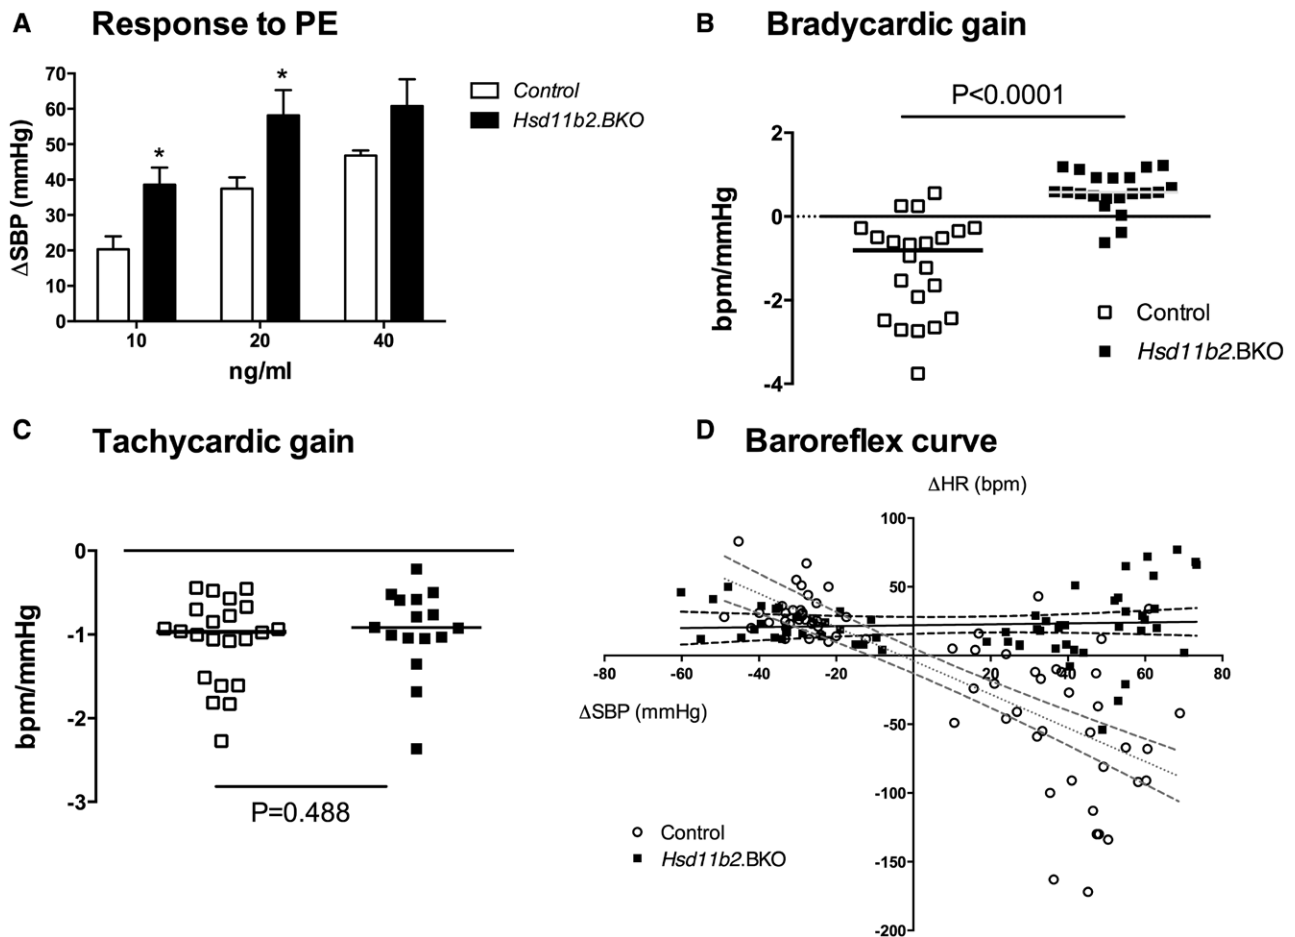 A Response to PE
70
60
50
40
30
20
10
0
ΔSBP (mmHg)
*
*
10 20 40
ng/ml
Control
Hsd11b2.BKO
B Bradycardic gain
P<0.0001
2
0
-2
-4
bpm/mmHg
Control
Hsd11b2.BKO
C Tachycardic gain
0
-1
-2
-3
bpm/mmHg
P=0.488
D Baroreflex curve
ΔHR (bpm)
100
50
-80 -60 -40 -20 20 40 60 80
ΔSBP (mmHg)
-50
-100
-150
-200
Control
Hsd11b2.BKO